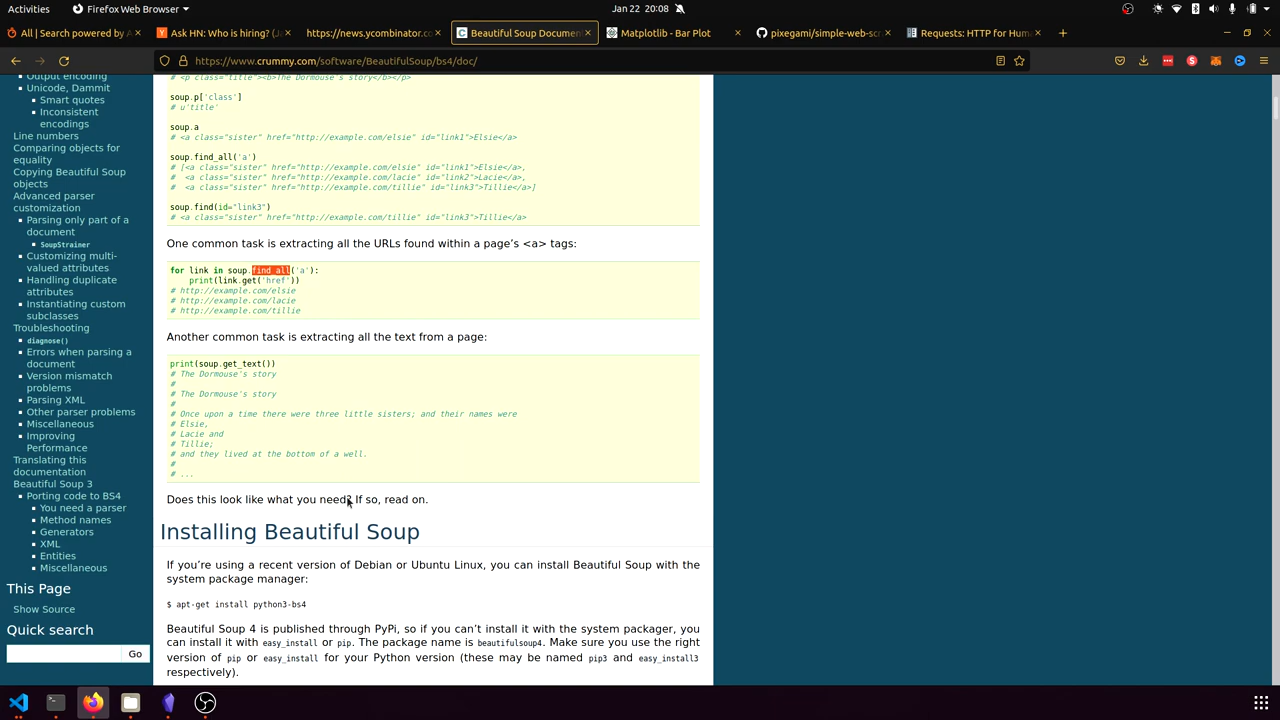 Activities
Firefox Web Browser
Jan 22 20:08
All | Search powered by A
Ask HN: Who is hiring? (Ja
https://news.ycombinator.co
Beautiful Soup Documen
Matplotlib - Bar Plot
pixegami/simple-web-scr
Requests: HTTP for Huma
https://www.crummy.com/software/BeautifulSoup/bs4/doc/
Output encoding
Unicode, Dammit
Smart quotes
Inconsistent
encodings
Line numbers
Comparing objects for
equality
Copying Beautiful Soup
objects
Advanced parser
customization
Parsing only part of a
document
SoupStrainer
Customizing multi-
valued attributes
Handling duplicate
attributes
Instantiating custom
subclasses
Troubleshooting
diagnose()
Errors when parsing a
document
Version mismatch
problems
Parsing XML
Other parser problems
Miscellaneous
Improving
Performance
Translating this
documentation
Beautiful Soup 3
Porting code to BS4
You need a parser
Method names
Generators
XML
Entities
Miscellaneous
This Page
Show Source
Quick search
Go
# <p class="title"><b>The Dormouse's story</b></p>
soup.p['class']
# u'title'
soup.a
# <a class="sister" href="http://example.com/elsie" id="link1">Elsie</a>
soup.find_all('a')
# [<a class="sister" href="http://example.com/elsie" id="link1">Elsie</a>,
#  <a class="sister" href="http://example.com/lacie" id="link2">Lacie</a>,
#  <a class="sister" href="http://example.com/tillie" id="link3">Tillie</a>]
soup.find(id="link3")
# <a class="sister" href="http://example.com/tillie" id="link3">Tillie</a>
One common task is extracting all the URLs found within a page’s <a> tags:
for link in soup.find_all('a'):
    print(link.get('href'))
# http://example.com/elsie
# http://example.com/lacie
# http://example.com/tillie
Another common task is extracting all the text from a page:
print(soup.get_text())
# The Dormouse's story
#
# The Dormouse's story
#
# Once upon a time there were three little sisters; and their names were
# Elsie,
# Lacie and
# Tillie;
# and they lived at the bottom of a well.
#
# ...
Does this look like what you need? If so, read on.
Installing Beautiful Soup
If you’re using a recent version of Debian or Ubuntu Linux, you can install Beautiful Soup with the
system package manager:
$ apt-get install python3-bs4
Beautiful Soup 4 is published through PyPi, so if you can’t install it with the system packager, you
can install it with easy_install or pip. The package name is beautifulsoup4. Make sure you use the right
version of pip or easy_install for your Python version (these may be named pip3 and easy_install3
respectively).